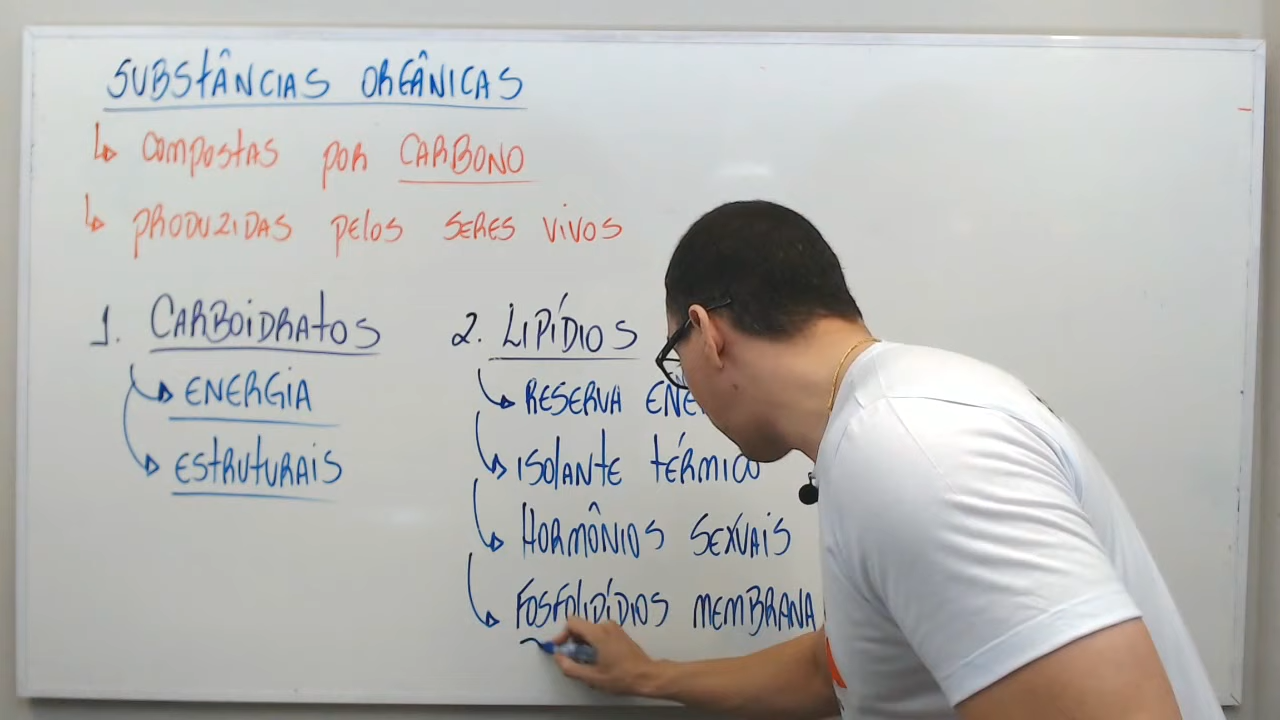 SUBSTÂNCIAS ORGÂNICAS
↳ COMPOSTAS POR CARBONO
↳ PRODUZIDAS PELOS SERES VIVOS
1. CARBOIDRATOS
ENERGIA
ESTRUTURAIS
2. LIPÍDIOS
RESERVA ENE
ISOLANTE TÉRMICO
HORMÔNIOS SEXUAIS
FOSFOLIPÍDIOS MEMBRANA